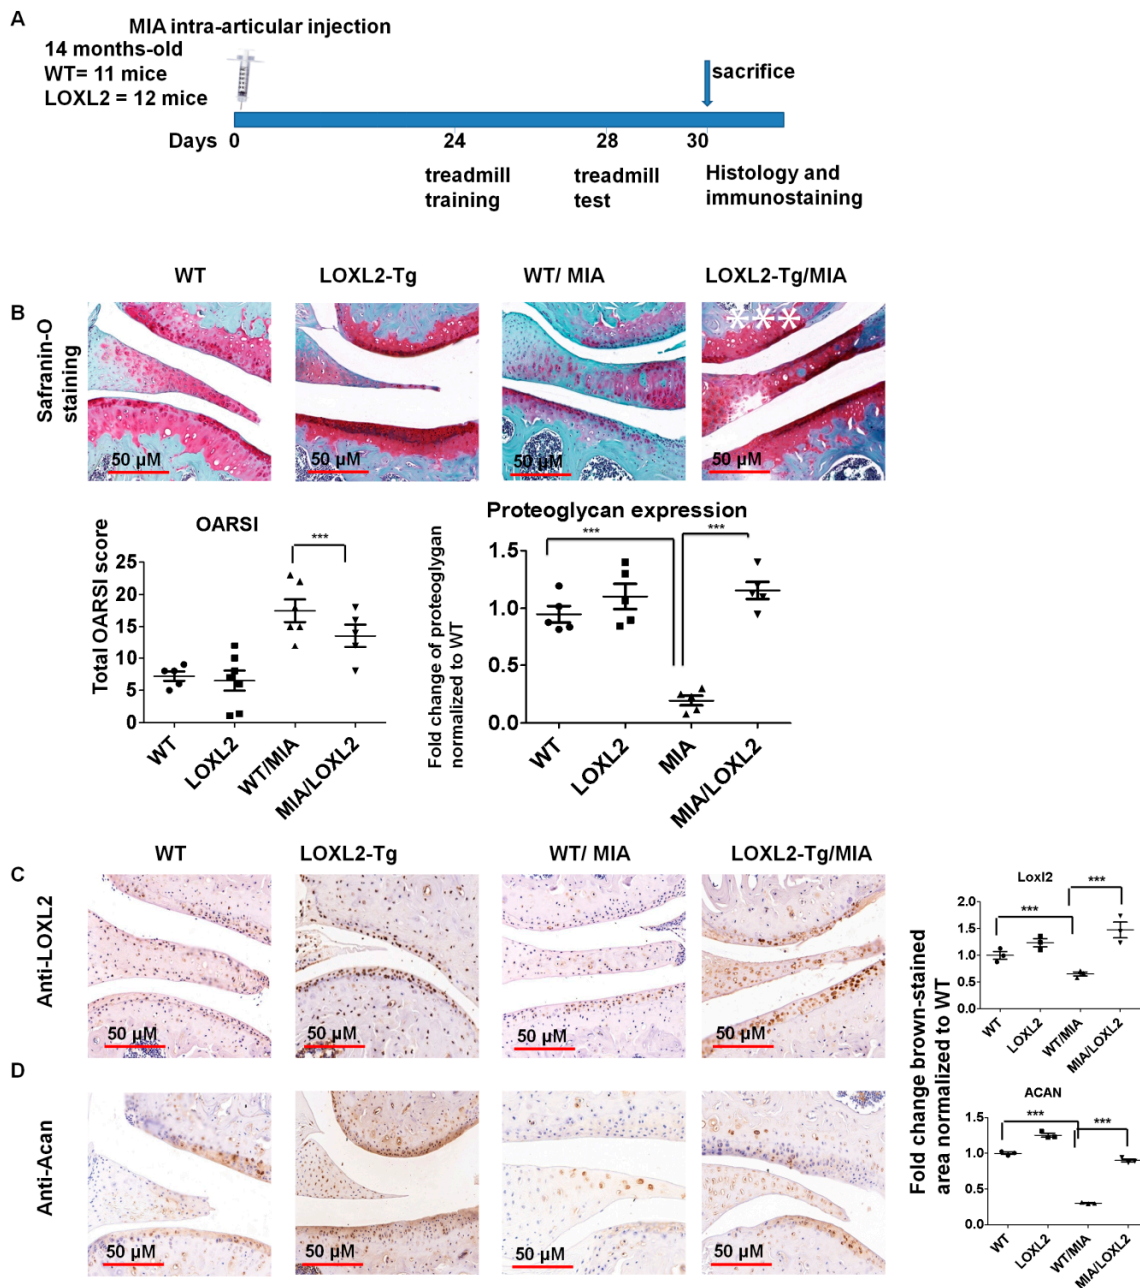 A
MIA intra-articular injection
14 months-old
WT= 11 mice
LOXL2 = 12 mice
sacrifice
Days 0 24 28 30
treadmill training
treadmill test
Histology and immunostaining
B
WT LOXL2-Tg WT/ MIA LOXL2-Tg/MIA
Safranin-O staining
***
50 µM 50 µM 50 µM 50 µM
OARSI
Total OARSI score
***
25
20
15
10
5
0
WT LOXL2 WT/MIA MIA/LOXL2
Proteoglycan expression
Fold change of proteoglygan normalized to WT
*** ***
1.5
1.0
0.5
0.0
WT LOXL2 MIA MIA/LOXL2
WT LOXL2-Tg WT/ MIA LOXL2-Tg/MIA
C
Anti-LOXL2
50 µM 50 µM 50 µM 50 µM
D
Anti-Acan
50 µM 50 µM 50 µM 50 µM
Fold change brown-stained area normalized to WT
Loxl2
*** ***
2.0
1.5
1.0
0.5
0.0
WT LOXL2 WT/MIA MIA/LOXL2
ACAN
*** ***
1.5
1.0
0.5
0.0
WT LOXL2 WT/MIA MIA/LOXL2